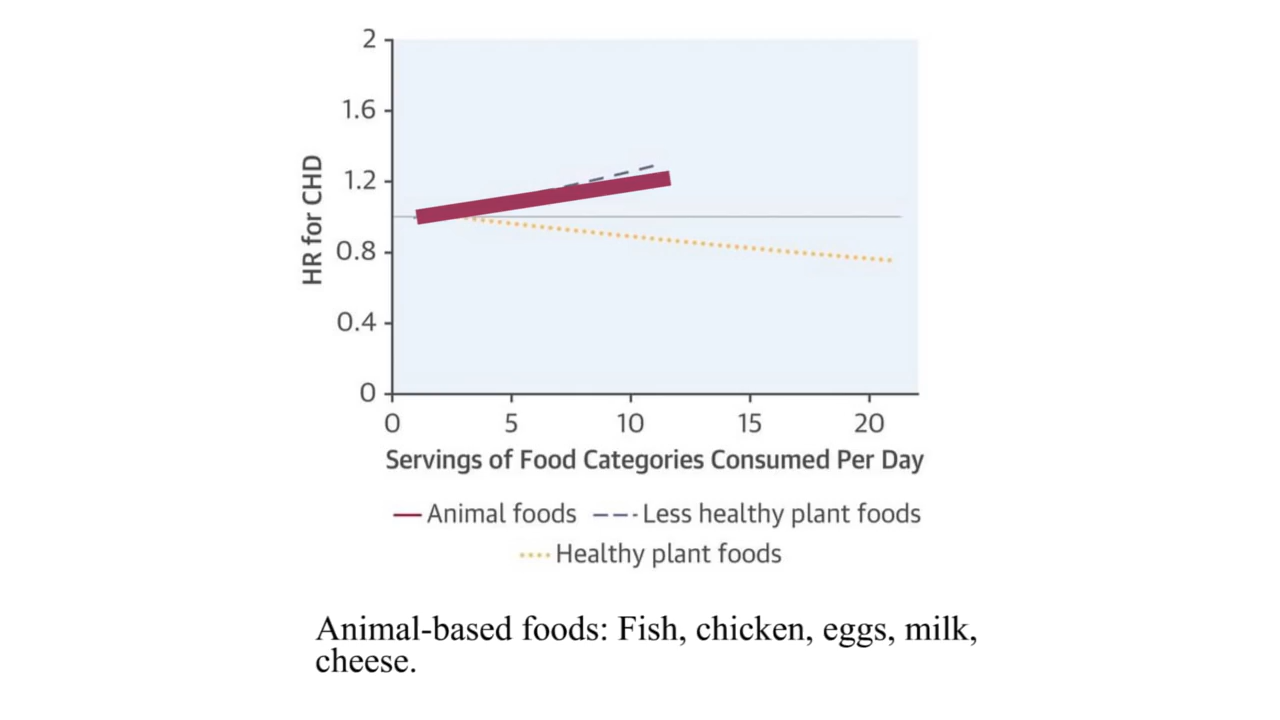 2
1.6
1.2
0.8
0.4
0
HR for CHD
0 5 10 15 20
Servings of Food Categories Consumed Per Day
Animal foods Less healthy plant foods
Healthy plant foods
Animal-based foods: Fish, chicken, eggs, milk,
cheese.